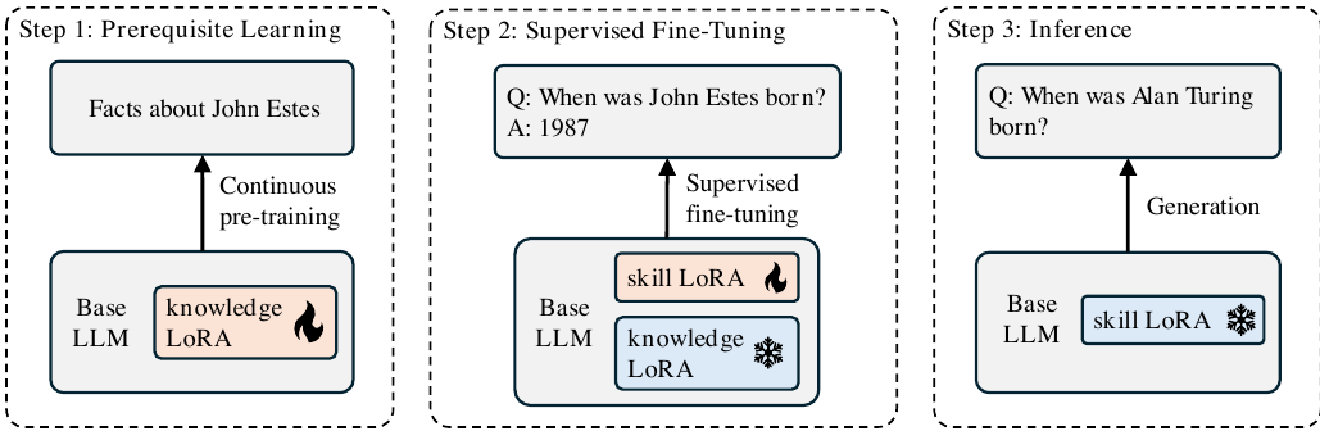 Step 1: Prerequisite Learning
Facts about John Estes
Continuous
pre-training
Base
LLM
knowledge
LoRA
Step 2: Supervised Fine-Tuning
Q: When was John Estes born?
A: 1987
Supervised
fine-tuning
Base
LLM
skill LoRA
knowledge
LoRA
Step 3: Inference
Q: When was Alan Turing
born?
Generation
Base
LLM
skill LoRA